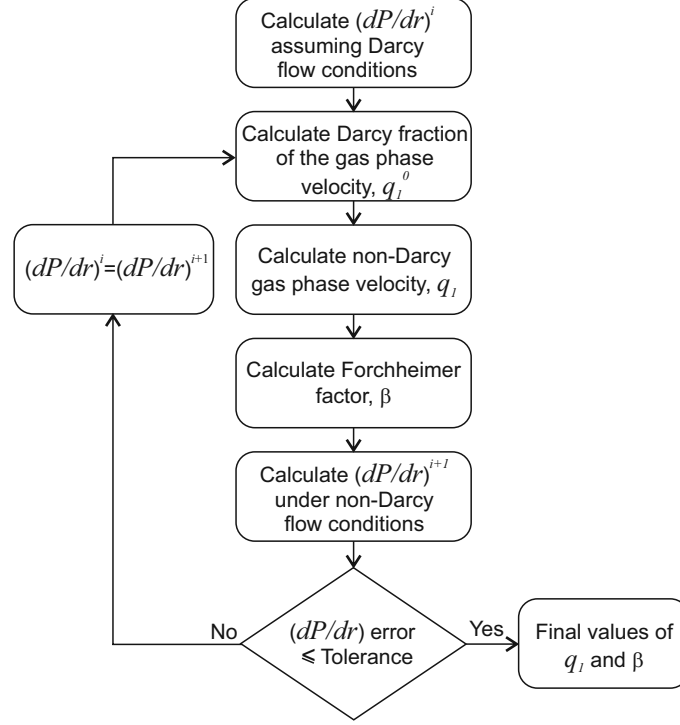 Calculate (dP/dr)^i
assuming Darcy
flow conditions
Calculate Darcy fraction
of the gas phase
velocity, q_1^0
Calculate non-Darcy
gas phase velocity, q_1
(dP/dr)^i=(dP/dr)^{i+1}
Calculate Forchheimer
factor, β
Calculate (dP/dr)^{i+1}
under non-Darcy
flow conditions
(dP/dr) error
⩽ Tolerance
No
Yes
Final values of
q_1 and β